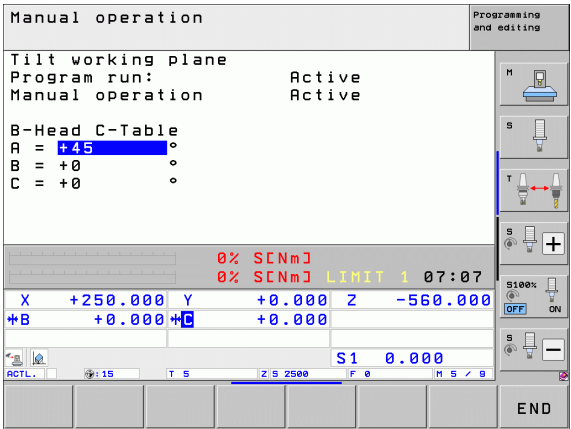 Manual operation
Programming
and editing
Tilt working plane
Program run: Active
Manual operation Active
B-Head C-Table
A = +45 °
B = +0 °
C = +0 °
0% S[Nm]
0% S[Nm] LIMIT 1 07:07
X +250.000 Y +0.000 Z -560.000
B +0.000 C +0.000
S1 0.000
ACTL. : 15 T 5 Z S 2500 F 0 M 5 / 9
M
S
T
S
S100%
OFF ON
S
END